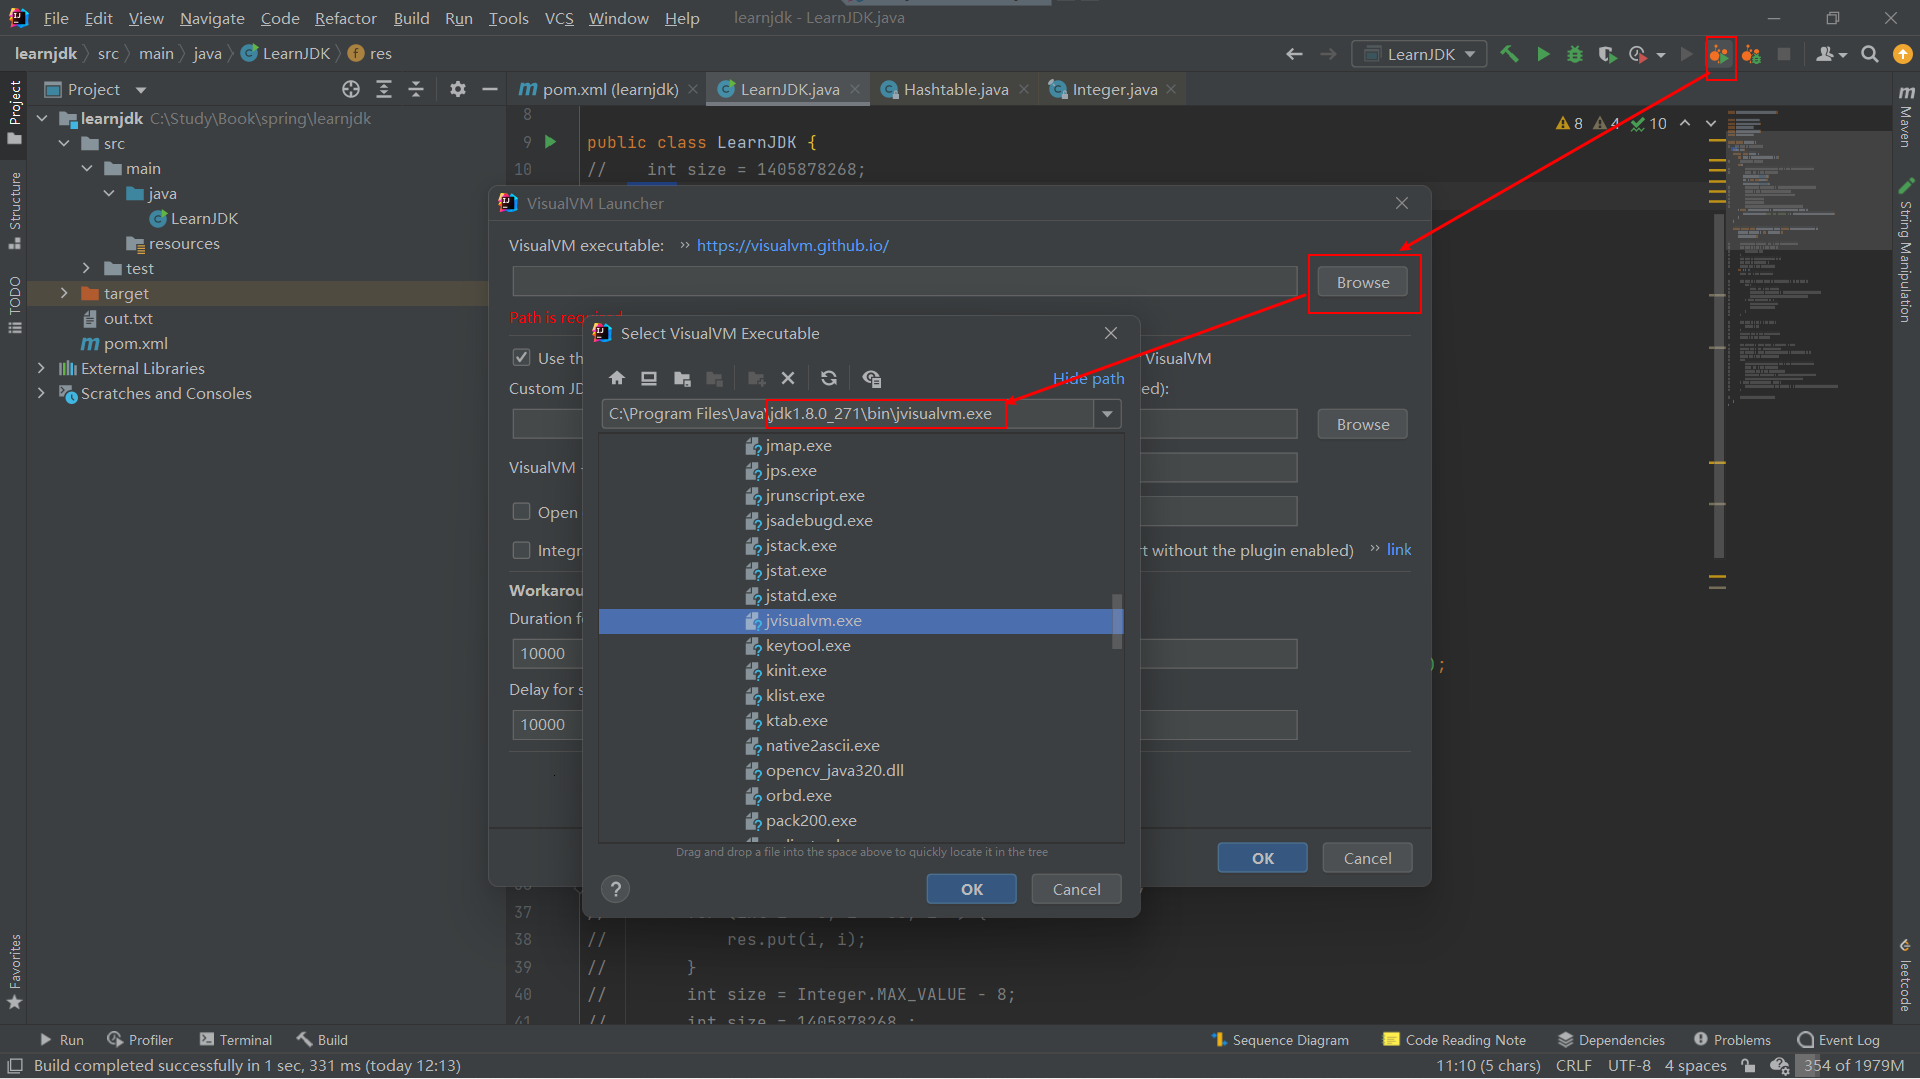 File Edit View Navigate Code Refactor Build Run Tools VCS Window Help learnjdk - LearnJDK.java
learnjdk src main java LearnJDK res LearnJDK
Project
pom.xml (learnjdk) LearnJDK.java Hashtable.java Integer.java
learnjdk C:\Study\Book\spring\learnjdk
src
main
java
LearnJDK
resources
test
target
out.txt
pom.xml
External Libraries
Scratches and Consoles
Project
Structure
TODO
Favorites
8
9 public class LearnJDK {
10 // int size = 1405878268;
8 4 10
VisualVM Launcher
VisualVM executable: https://visualvm.github.io/
Browse
Path is req
Use th
VisualVM
Custom JD
ed):
Browse
VisualVM
Open
Integr
t without the plugin enabled) link
Workarou
Duration f
10000
Delay for s
10000
OK Cancel
Select VisualVM Executable
Hide path
C:\Program Files\Java\jdk1.8.0_271\bin\jvisualvm.exe
jmap.exe
jps.exe
jrunscript.exe
jsadebugd.exe
jstack.exe
jstat.exe
jstatd.exe
jvisualvm.exe
keytool.exe
kinit.exe
klist.exe
ktab.exe
native2ascii.exe
opencv_java320.dll
orbd.exe
pack200.exe
Drag and drop a file into the space above to quickly locate it in the tree
? OK Cancel
);
37
38 // res.put(i, i);
39 // }
40 // int size = Integer.MAX_VALUE - 8;
41 // int size = 1405878268 ;
Maven
String Manipulation
leetcode
Run Profiler Terminal Build Sequence Diagram Code Reading Note Dependencies Problems Event Log
Build completed successfully in 1 sec, 331 ms (today 12:13) 11:10 (5 chars) CRLF UTF-8 4 spaces 354 of 1979M